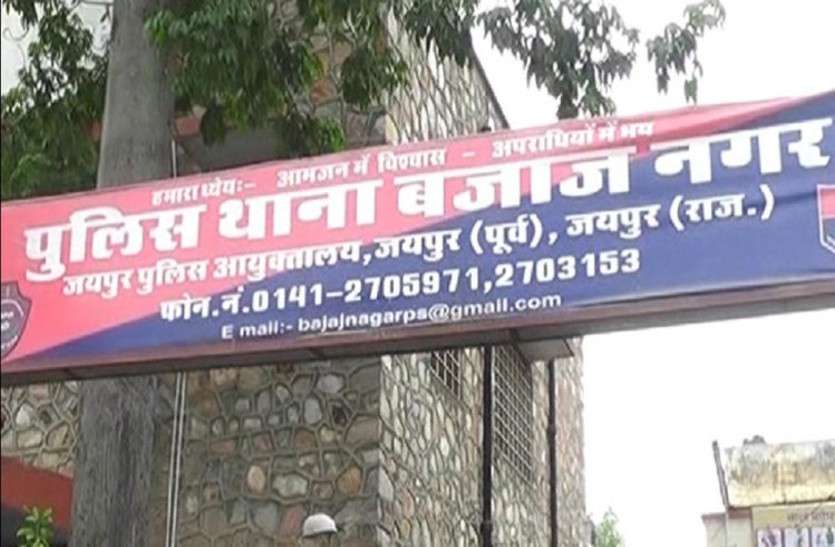 हमारा ध्येय:- आमजन में विश्वास - अपराधियों में भय
पुलिस थाना बजाज नगर
जयपुर पुलिस आयुक्तालय, जयपुर (पूर्व), जयपुर (राज.)
फोन.नं.0141-2705971,2703153
E mail:- bajajnagarps@gmail.com